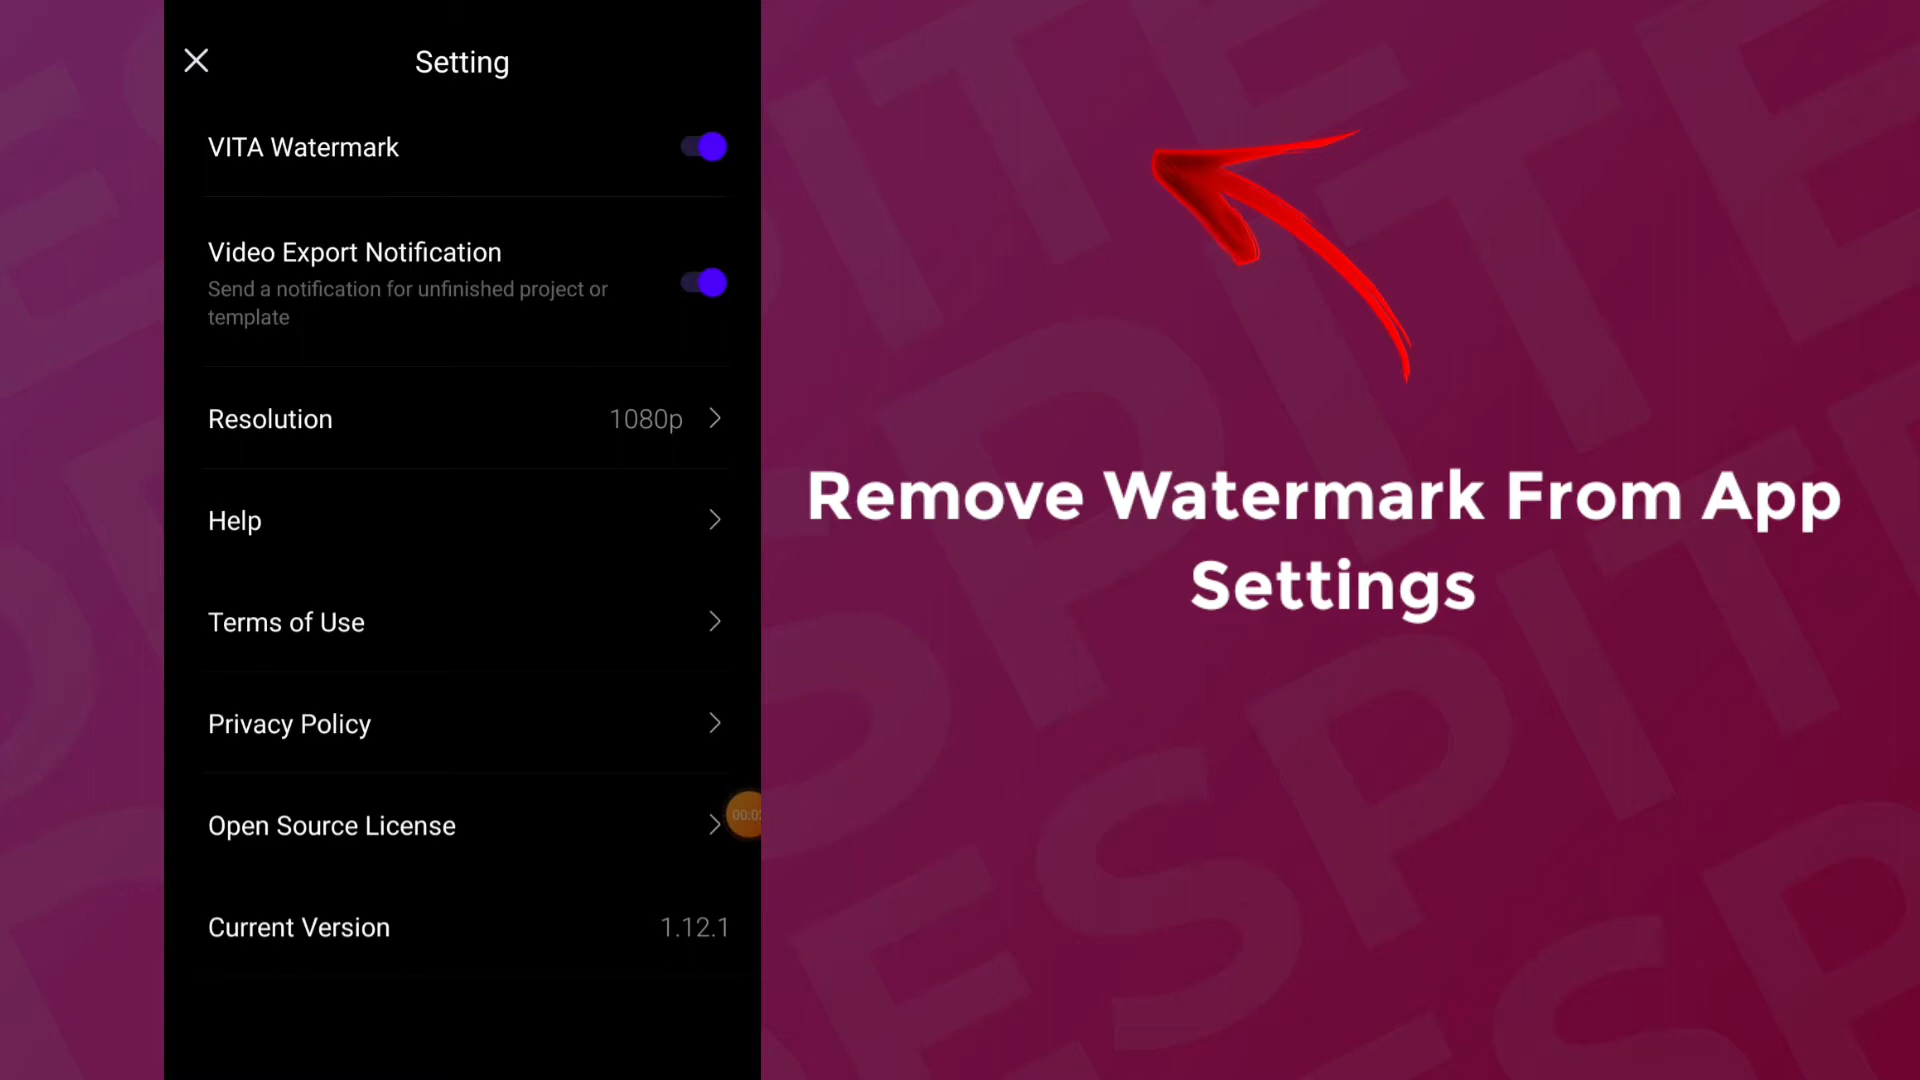 Setting
VITA Watermark
Video Export Notification
Send a notification for unfinished project or
template
Resolution 1080p
Help
Terms of Use
Privacy Policy
Open Source License
Current Version 1.12.1
Remove Watermark From App
Settings